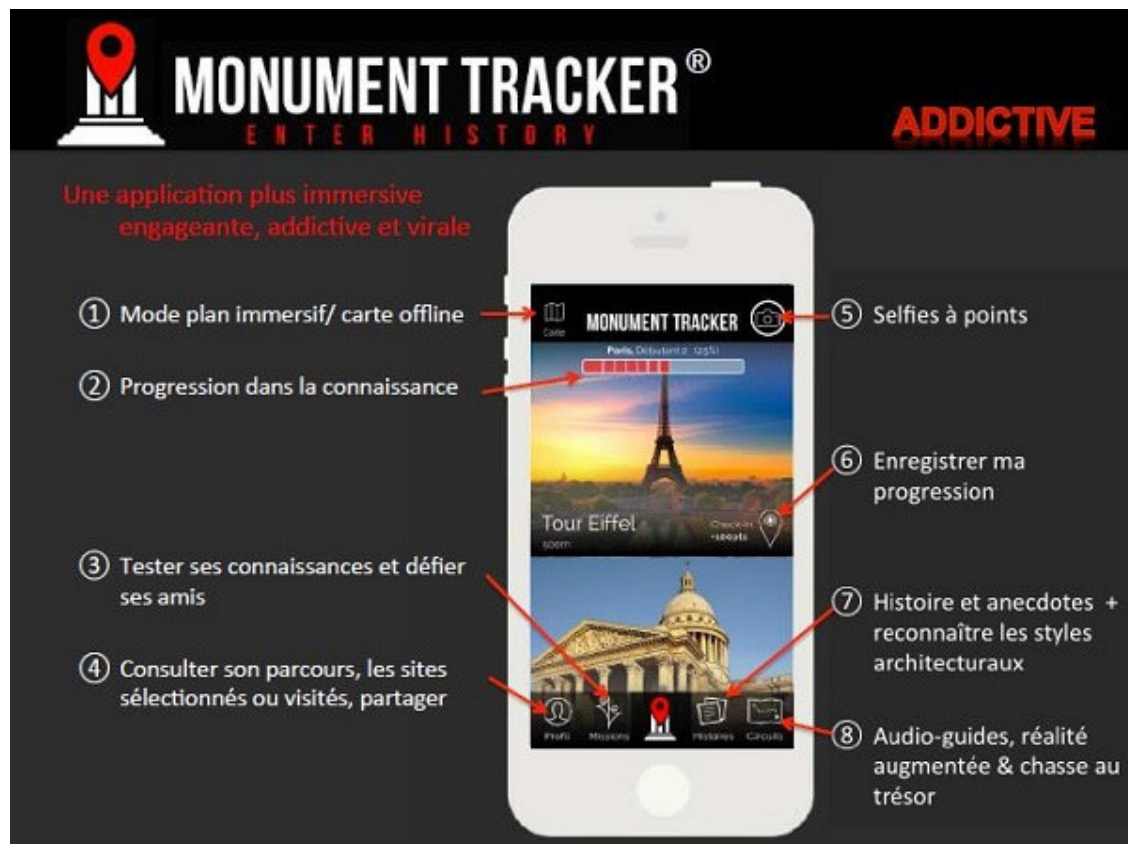 MONUMENT TRACKER®
ENTER HISTORY
ADDICTIVE
Une application plus immersive
engageante, addictive et virale
① Mode plan immersif/ carte offline
② Progression dans la connaissance
③ Tester ses connaissances et défier
ses amis
④ Consulter son parcours, les sites
sélectionnés ou visités, partager
Carte
MONUMENT TRACKER
Paris, Débutant 2 (25%)
Tour Eiffel
500m
Check-in
+100pts
Profil
Missions
Histoires
Circuits
⑤ Selfies à points
⑥ Enregistrer ma
progression
⑦ Histoire et anecdotes +
reconnaître les styles
architecturaux
⑧ Audio-guides, réalité
augmentée & chasse au
trésor